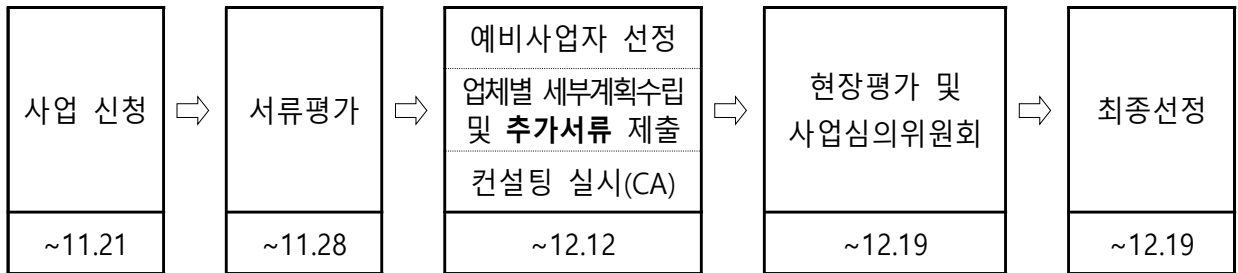 사업 신청
⇨
서류평가
⇨
예비사업자 선정
업체별 세부계획수립
및 추가서류 제출
컨설팅 실시(CA)
⇨
현장평가 및
사업심의위원회
⇨
최종선정
~11.21
~11.28
~12.12
~12.19
~12.19